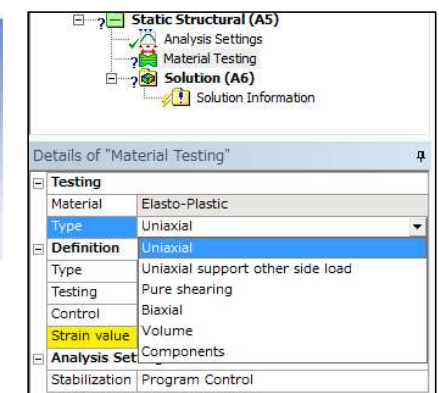 Static Structural (A5)
Analysis Settings
Material Testing
Solution (A6)
Solution Information
Details of "Material Testing"
Testing
Material Elasto-Plastic
Type Uniaxial
Definition Uniaxial
Type Uniaxial support other side load
Testing Pure shearing
Control Biaxial
Strain value Volume
Analysis Set Components
Stabilization Program Control